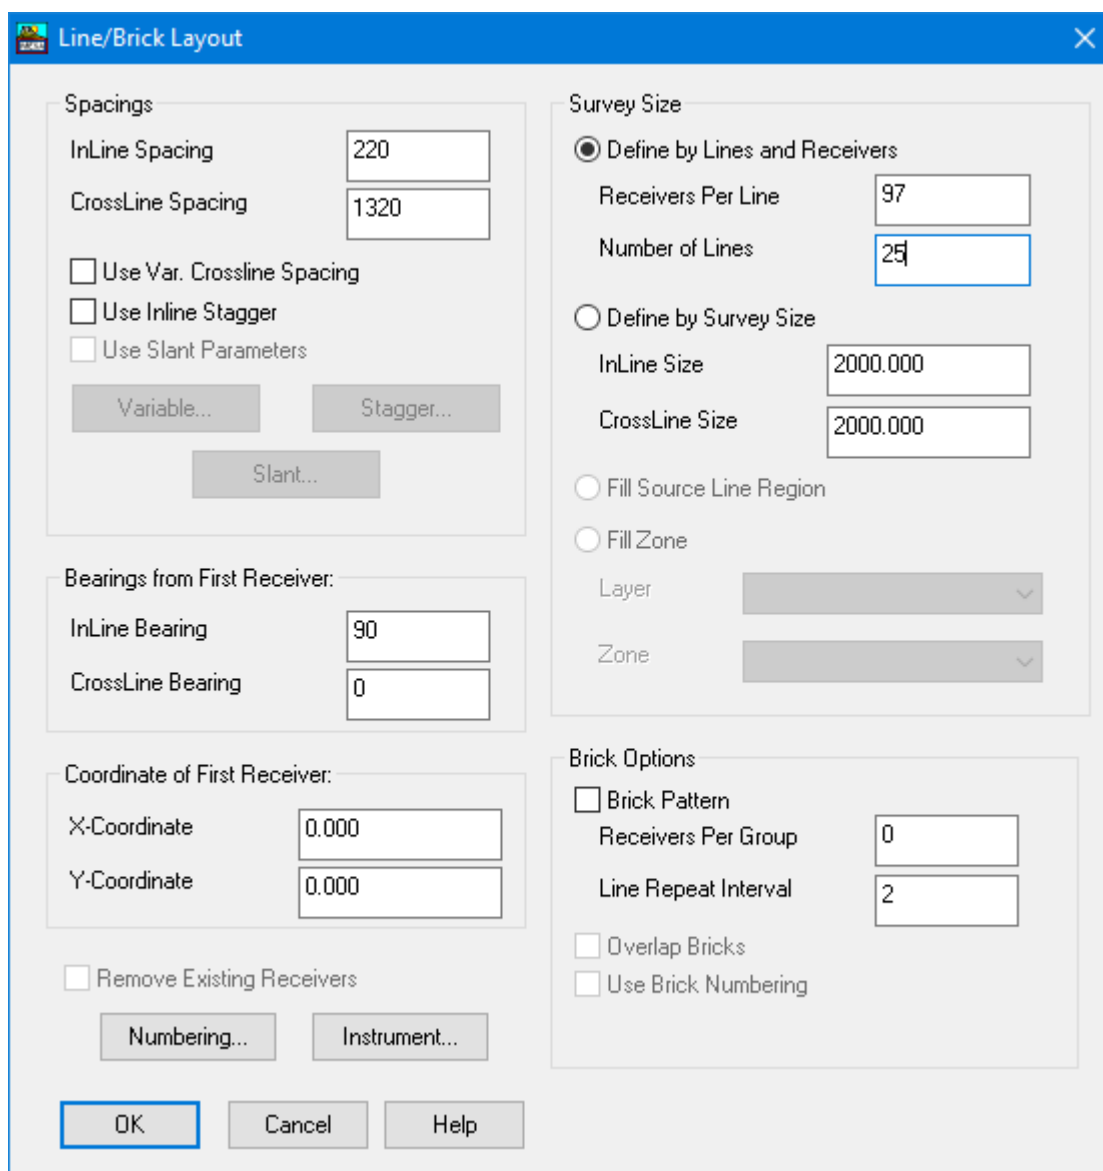 Line/Brick Layout
Spacings
InLine Spacing
220
CrossLine Spacing
1320
Use Var. Crossline Spacing
Use Inline Stagger
Use Slant Parameters
Variable...
Stagger...
Slant...
Bearings from First Receiver:
InLine Bearing
90
CrossLine Bearing
0
Coordinate of First Receiver:
X-Coordinate
0.000
Y-Coordinate
0.000
Remove Existing Receivers
Numbering...
Instrument...
OK
Cancel
Help
Survey Size
Define by Lines and Receivers
Receivers Per Line
97
Number of Lines
25
Define by Survey Size
InLine Size
2000.000
CrossLine Size
2000.000
Fill Source Line Region
Fill Zone
Layer
Zone
Brick Options
Brick Pattern
Receivers Per Group
0
Line Repeat Interval
2
Overlap Bricks
Use Brick Numbering